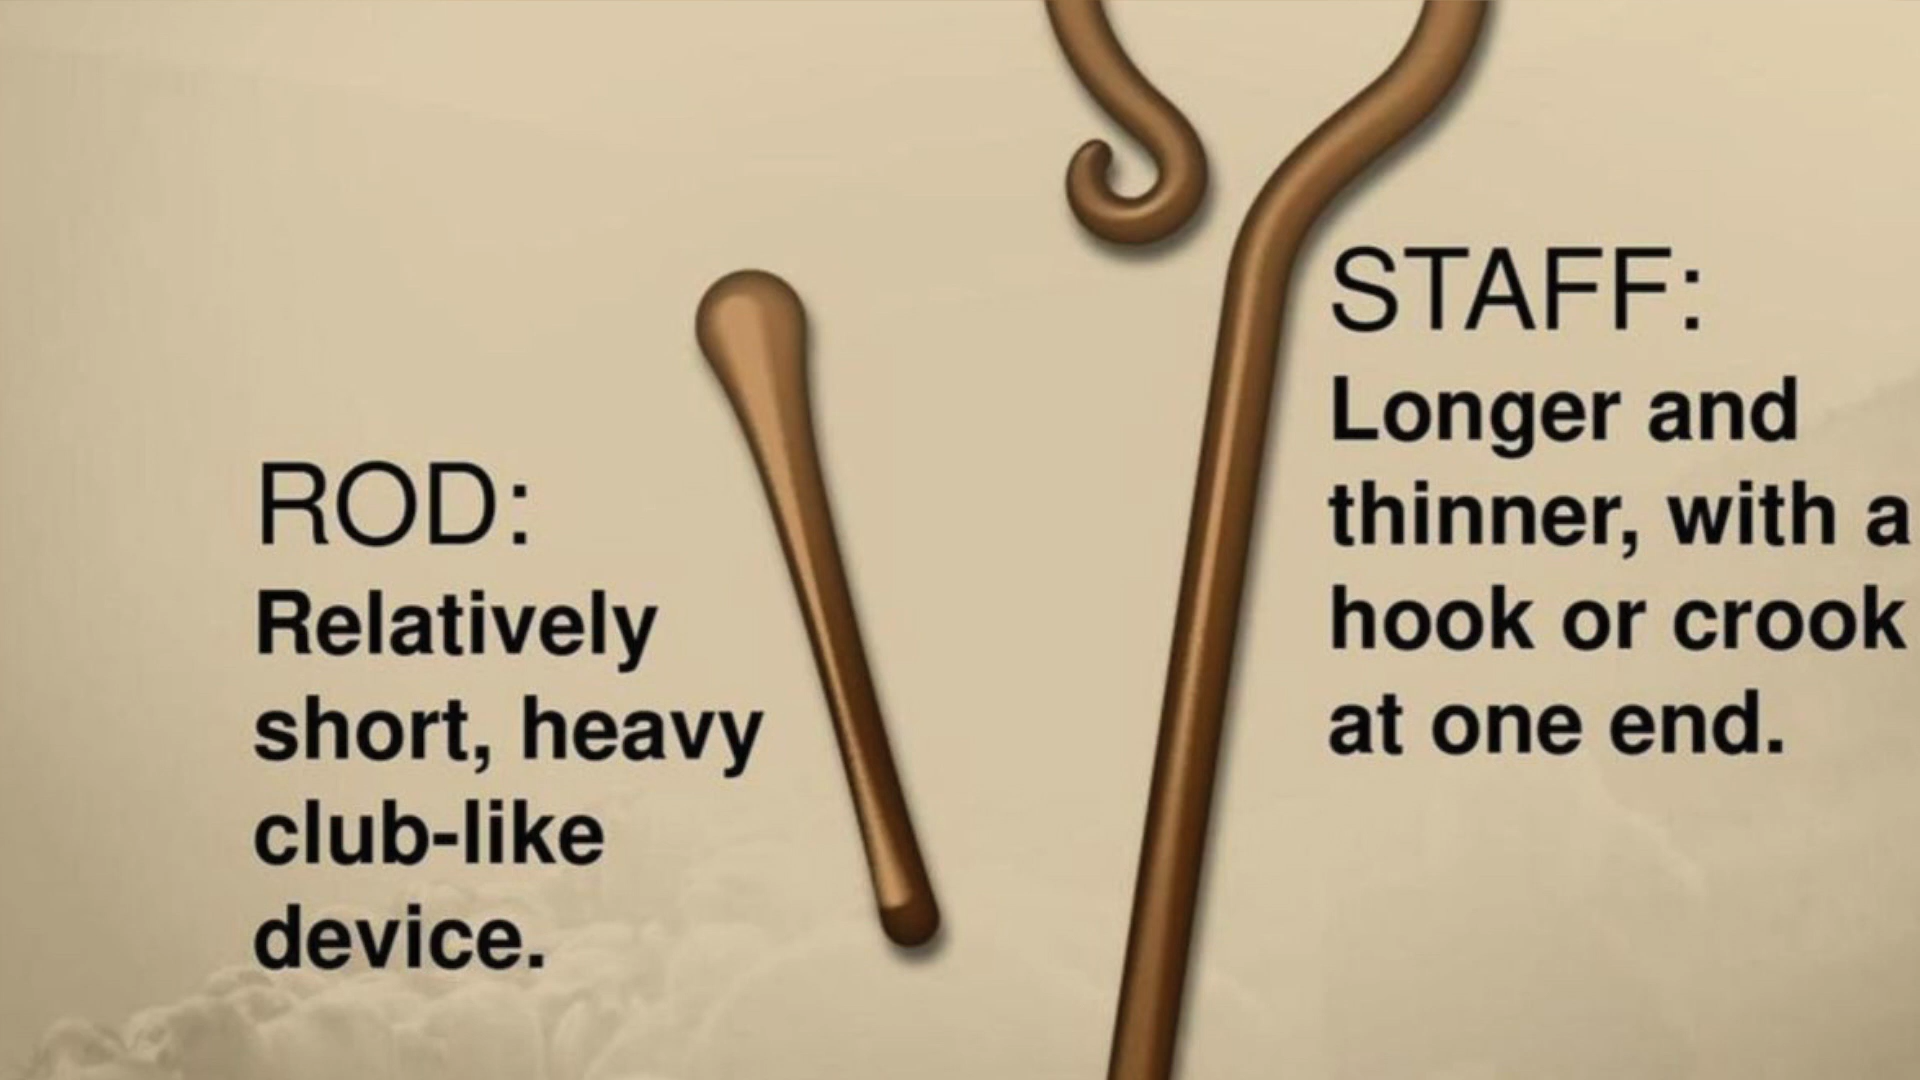 ROD:
Relatively
short, heavy
club-like
device.
STAFF:
Longer and
thinner, with a
hook or crook
at one end.